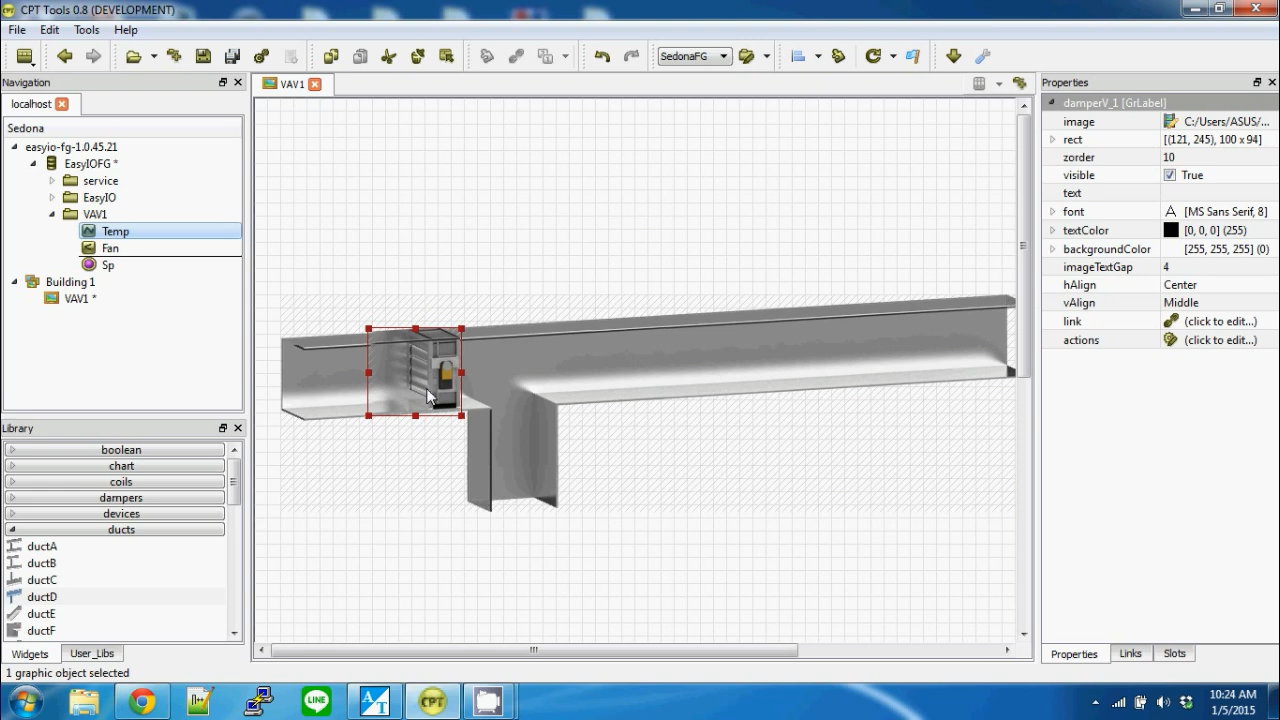 CPT CPT Tools 0.8 (DEVELOPMENT)
File Edit Tools Help
SedonaFG
Navigation
localhost
Sedona
easyio-fg-1.0.45.21
EasyIOFG *
service
EasyIO
VAV1
Temp
Fan
Sp
Building 1
VAV1 *
Library
boolean
chart
coils
dampers
devices
ducts
ductA
ductB
ductC
ductD
ductE
ductF
Widgets User_Libs
1 graphic object selected
VAV1
Properties
damperV_1 [GrLabel]
image C:/Users/ASUS/...
rect [(121, 245), 100 x 94]
zorder 10
visible True
text
font A [MS Sans Serif, 8]
textColor [0, 0, 0] (255)
backgroundColor [255, 255, 255] (0)
imageTextGap 4
hAlign Center
vAlign Middle
link (click to edit...)
actions (click to edit...)
Properties Links Slots
LINE
CPT
10:24 AM
1/5/2015